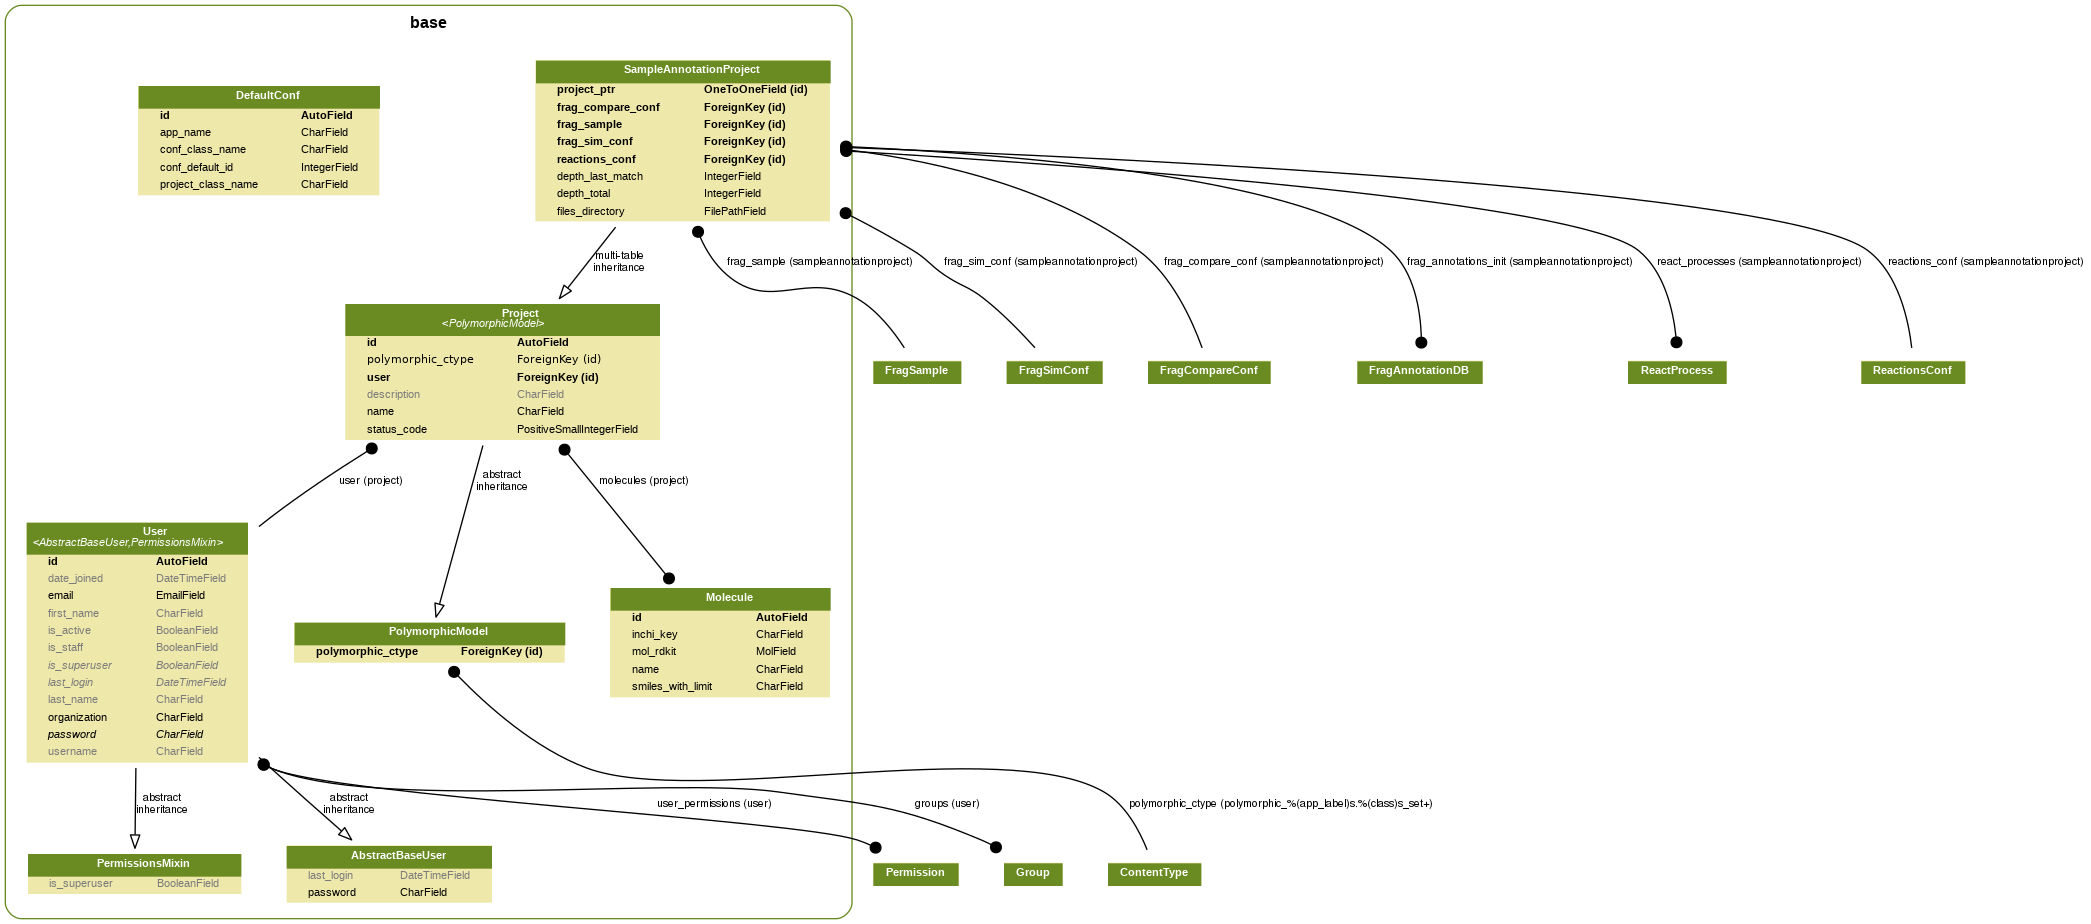 base
SampleAnnotationProject
project_ptr OneToOneField (id)
frag_compare_conf ForeignKey (id)
frag_sample ForeignKey (id)
frag_sim_conf ForeignKey (id)
reactions_conf ForeignKey (id)
depth_last_match IntegerField
depth_total IntegerField
files_directory FilePathField
DefaultConf
id AutoField
app_name CharField
conf_class_name CharField
conf_default_id IntegerField
project_class_name CharField
multi-table
inheritance
frag_sample (sampleannotationproject)
frag_sim_conf (sampleannotationproject)
frag_compare_conf (sampleannotationproject)
frag_annotations_init (sampleannotationproject)
react_processes (sampleannotationproject)
reactions_conf (sampleannotationproject)
Project
<PolymorphicModel>
id AutoField
polymorphic_ctype ForeignKey (id)
user ForeignKey (id)
description CharField
name CharField
status_code PositiveSmallIntegerField
FragSample
FragSimConf
FragCompareConf
FragAnnotationDB
ReactProcess
ReactionsConf
user (project)
abstract
inheritance
molecules (project)
User
<AbstractBaseUser,PermissionsMixin>
id AutoField
date_joined DateTimeField
email EmailField
first_name CharField
is_active BooleanField
is_staff BooleanField
is_superuser BooleanField
last_login DateTimeField
last_name CharField
organization CharField
password CharField
username CharField
PolymorphicModel
polymorphic_ctype ForeignKey (id)
Molecule
id AutoField
inchi_key CharField
mol_rdkit MolField
name CharField
smiles_with_limit CharField
abstract
inheritance
abstract
inheritance
user_permissions (user)
groups (user)
polymorphic_ctype (polymorphic_%(app_label)s.%(class)s_set+)
PermissionsMixin
is_superuser BooleanField
AbstractBaseUser
last_login DateTimeField
password CharField
Permission
Group
ContentType